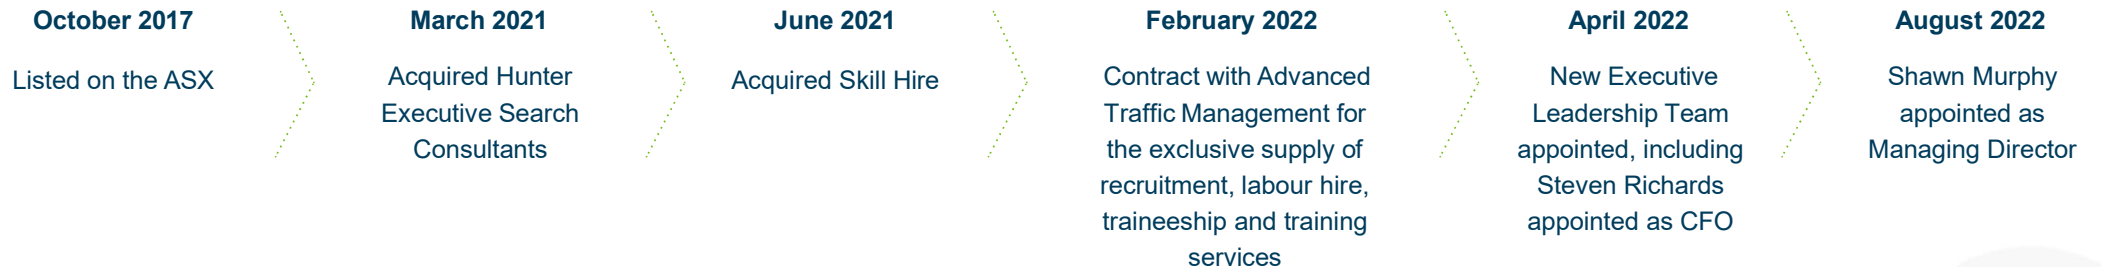 October 2017
Listed on the ASX
March 2021
Acquired Hunter
Executive Search
Consultants
June 2021
Acquired Skill Hire
February 2022
Contract with Advanced
Traffic Management for
the exclusive supply of
recruitment, labour hire,
traineeship and training
services
April 2022
New Executive
Leadership Team
appointed, including
Steven Richards
appointed as CFO
August 2022
Shawn Murphy
appointed as
Managing Director